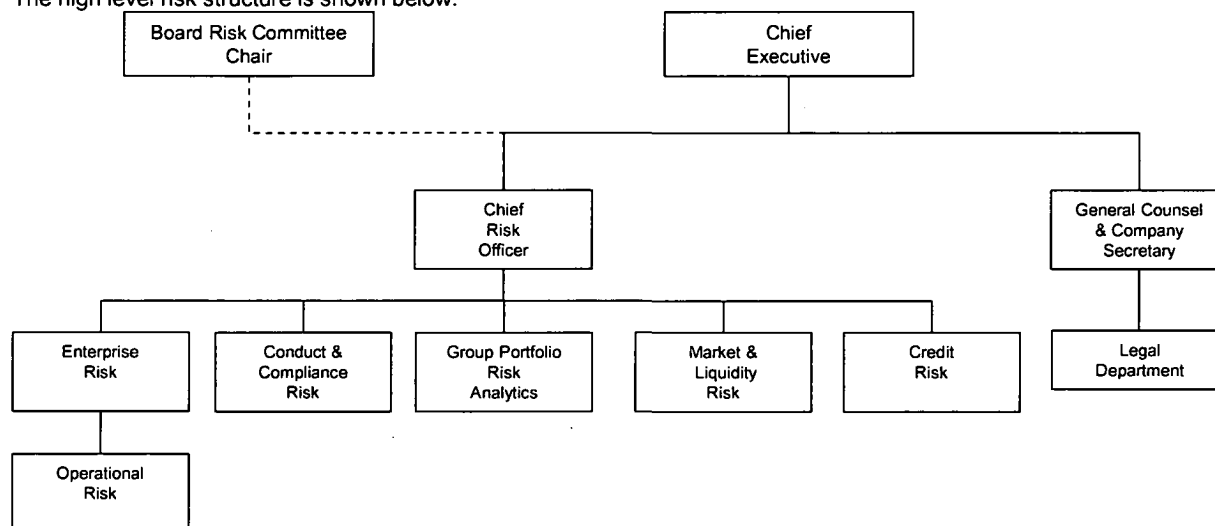 The high level risk structure is shown below:
Board Risk Committee
Chair
Chief
Executive
Chief
Risk
Officer
General Counsel
& Company
Secretary
Enterprise
Risk
Conduct &
Compliance
Risk
Group Portfolio
Risk
Analytics
Market &
Liquidity
Risk
Credit
Risk
Legal
Department
Operational
Risk